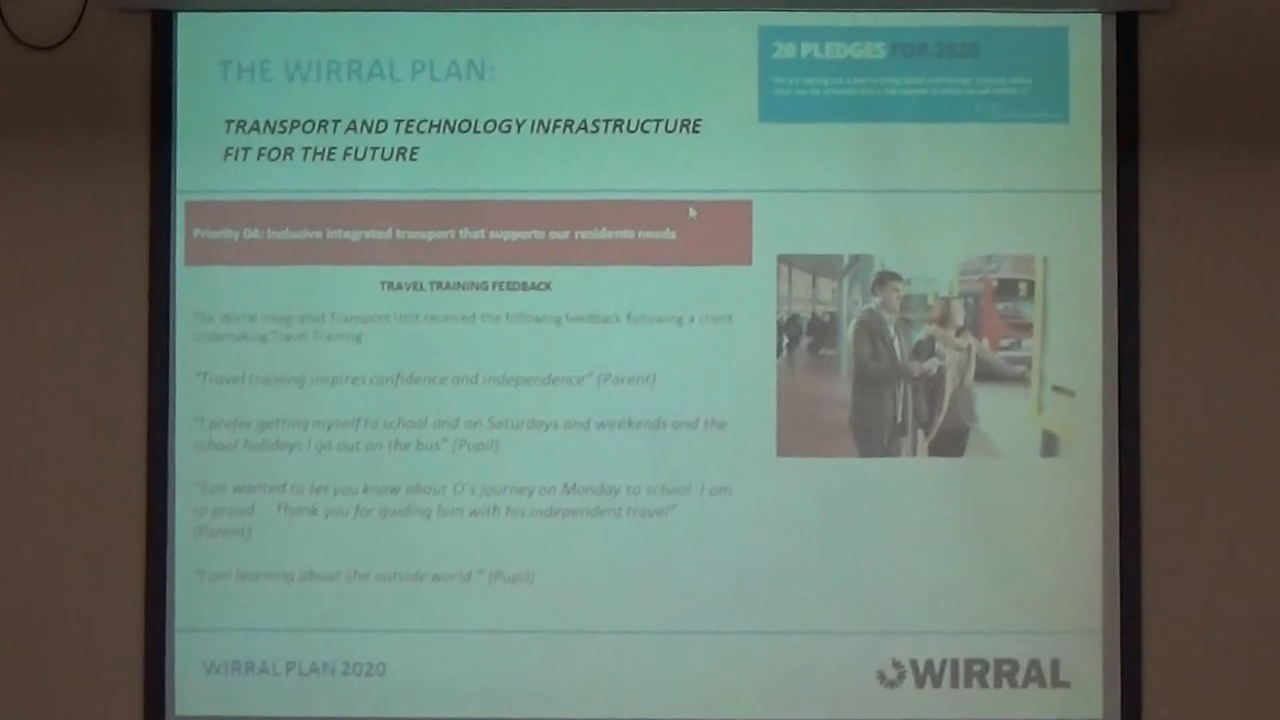 THE WIRRAL PLAN:
20 PLEDGES FOR 2020
TRANSPORT AND TECHNOLOGY INFRASTRUCTURE
FIT FOR THE FUTURE
Priority 04: Inclusive integrated transport that supports our residents needs
TRAVEL TRAINING FEEDBACK
The Wirral Integrated Transport Unit received the following feedback following a client
undertaking Travel Training
"Travel training inspires confidence and independence" (Parent)
"I prefer getting myself to school and on Saturdays and weekends and the
school holidays I go out on the bus" (Pupil)
"Just wanted to let you know about O's journey on Monday to school. I am
so proud. Thank you for guiding him with his independent travel"
(Parent)
"I am learning about the outside world " (Pupil)
WIRRAL PLAN 2020
WIRRAL